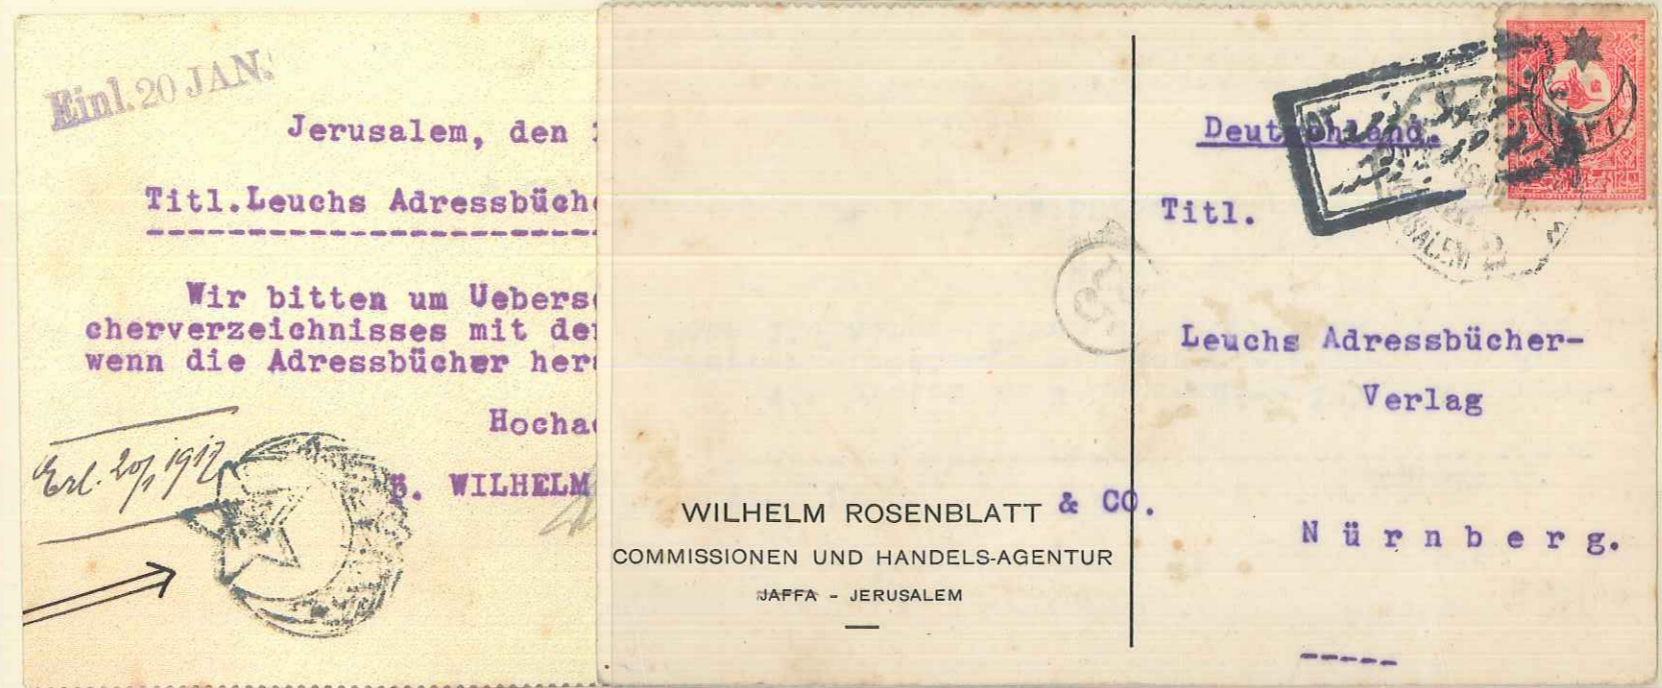 Einl. 20 JAN.
Jerusalem, den
Titl.Leuchs Adressbüch
Wir bitten um Uebers
cherverzeichnisses mit de
wenn die Adressbücher her
Hocha
WILHELM
Erl. 20/1 1917
Deutschland.
Titl.
Leuchs Adressbücher-
Verlag
Nürnberg.
WILHELM ROSENBLATT & CO.
COMMISSIONEN UND HANDELS-AGENTUR
JAFFA - JERUSALEM